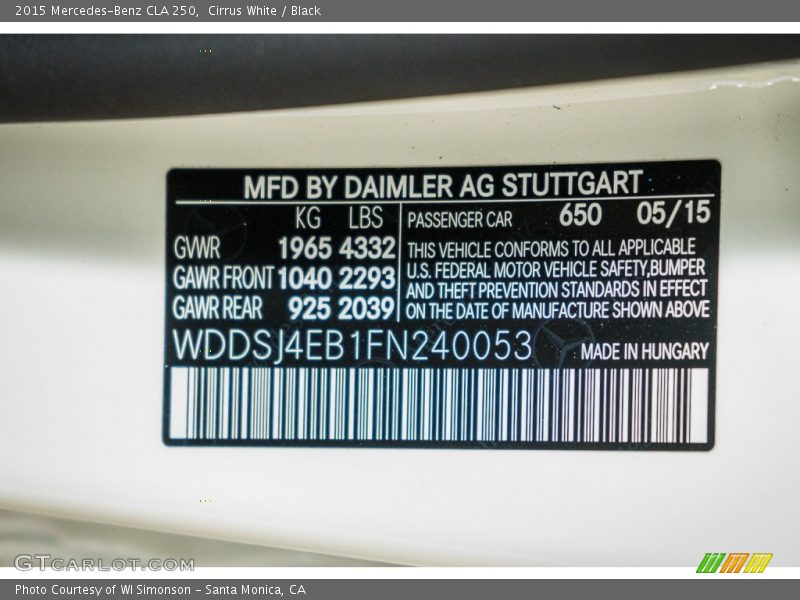 2015 Mercedes-Benz CLA 250,  Cirrus White / Black
MFD BY DAIMLER AG STUTTGART
KG LBS PASSENGER CAR 650 05/15
GVWR 1965 4332 THIS VEHICLE CONFORMS TO ALL APPLICABLE
GAWR FRONT 1040 2293 U.S. FEDERAL MOTOR VEHICLE SAFETY,BUMPER
AND THEFT PREVENTION STANDARDS IN EFFECT
GAWR REAR 925 2039 ON THE DATE OF MANUFACTURE SHOWN ABOVE
WDDSJ4EB1FN240053 MADE IN HUNGARY
GTCARLOT.COM
Photo Courtesy of WI Simonson - Santa Monica, CA